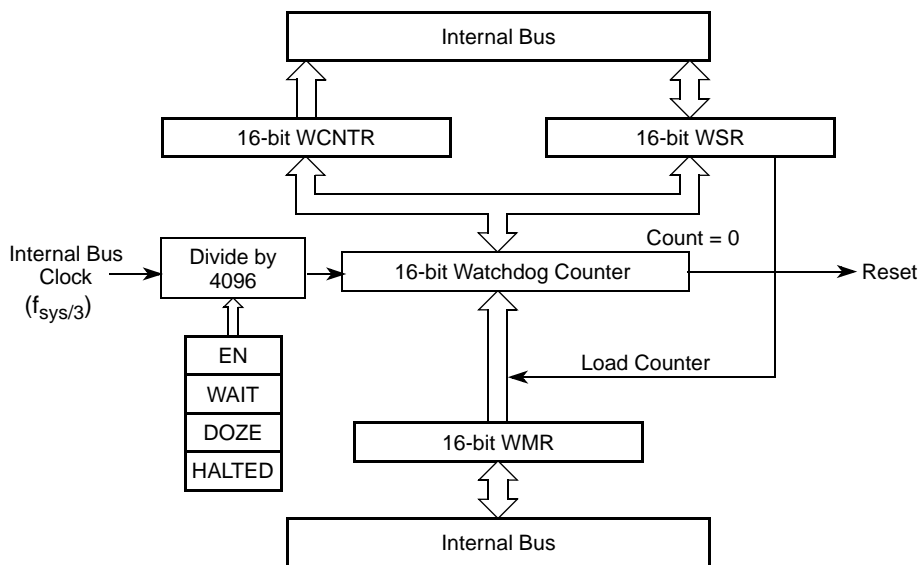 Internal Bus
16-bit WCNTR
16-bit WSR
Count = 0
Internal Bus
Clock
(fsys/3)
Divide by
4096
16-bit Watchdog Counter
Reset
EN
WAIT
DOZE
HALTED
Load Counter
16-bit WMR
Internal Bus